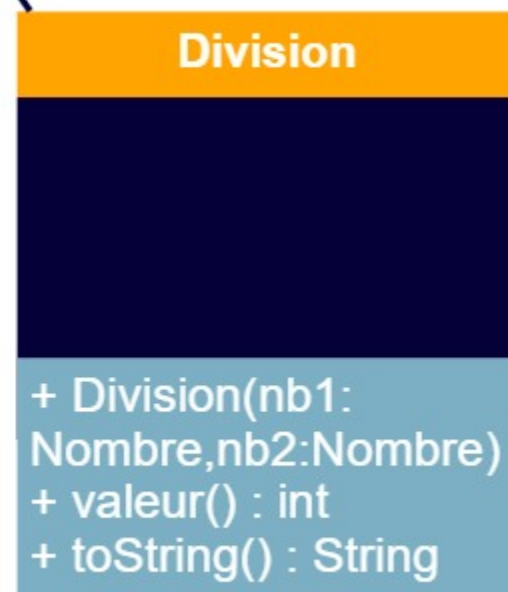 Division
+ Division(nb1:
Nombre,nb2:Nombre)
+ valeur() : int
+ toString() : String